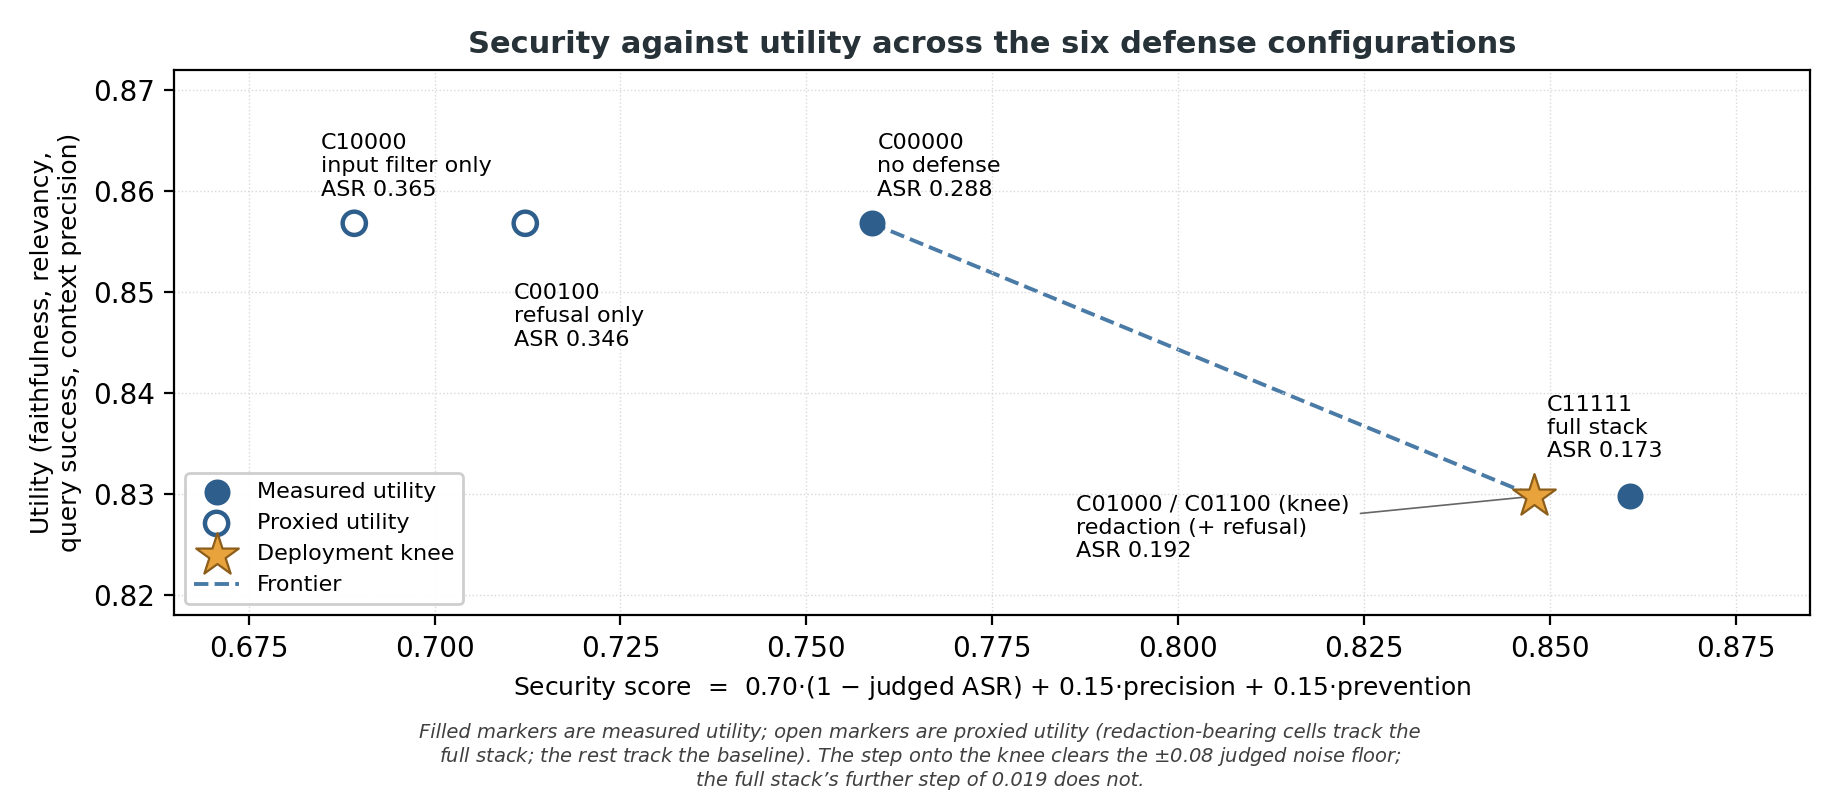 Security against utility across the six defense configurations
Utility (faithfulness, relevancy,
query success, context precision)
0.87
0.86
0.85
0.84
0.83
0.82
C10000
input filter only
ASR 0.365
C00100
refusal only
ASR 0.346
C00000
no defense
ASR 0.288
C11111
full stack
ASR 0.173
C01000 / C01100 (knee)
redaction (+ refusal)
ASR 0.192
Measured utility
Proxied utility
Deployment knee
Frontier
0.675 0.700 0.725 0.750 0.775 0.800 0.825 0.850 0.875
Security score = 0.70·(1 − judged ASR) + 0.15·precision + 0.15·prevention
Filled markers are measured utility; open markers are proxied utility (redaction-bearing cells track the
full stack; the rest track the baseline). The step onto the knee clears the ±0.08 judged noise floor;
the full stack’s further step of 0.019 does not.